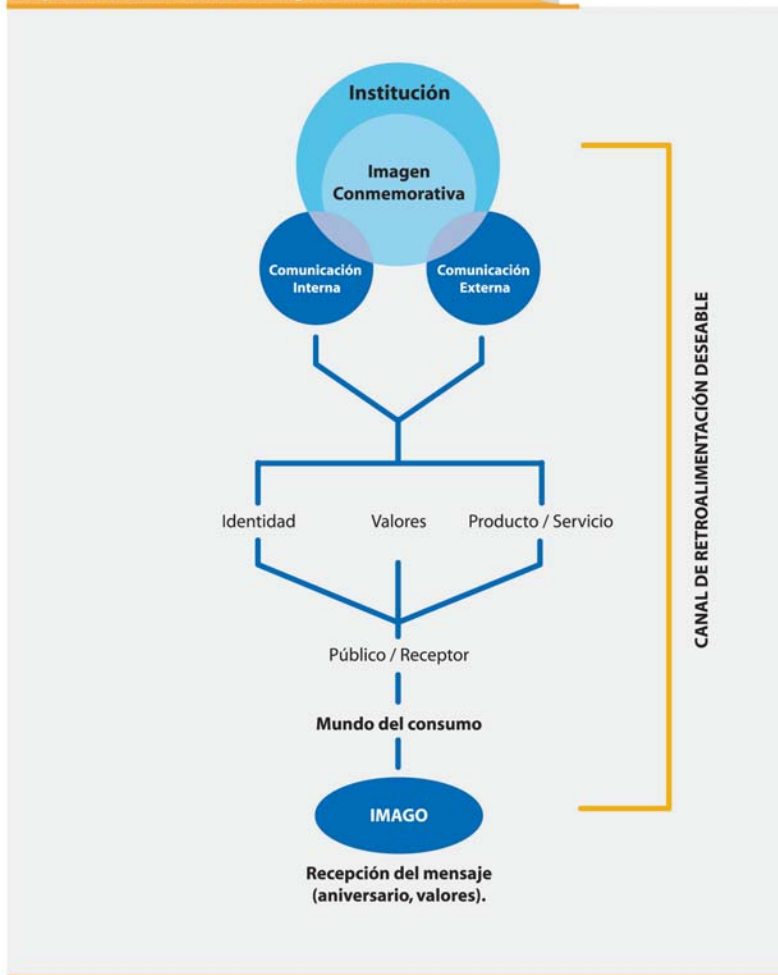 Institución
Imagen
Conmemorativa
Comunicación
Interna
Comunicación
Externa
Identidad
Valores
Producto / Servicio
Público / Receptor
Mundo del consumo
IMAGO
Recepción del mensaje
(aniversario, valores).
CANAL DE RETROALIMENTACIÓN DESEABLE